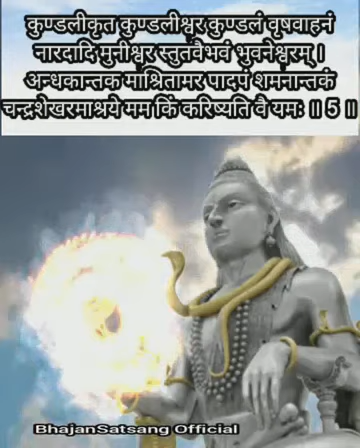 कुण्डलीकृत कुण्डलीश्वर कुण्डलं वृषवाहनं
नारदादि मुनीश्वर स्तुतवैभवं भुवनेश्वरम् ।
अन्धकान्तक माश्रितामर पादपं शमनान्तकं
चन्द्रशेखरमाश्रये मम किं करिष्यति वै यमः ॥ 5 ॥
BhajanSatsang Official